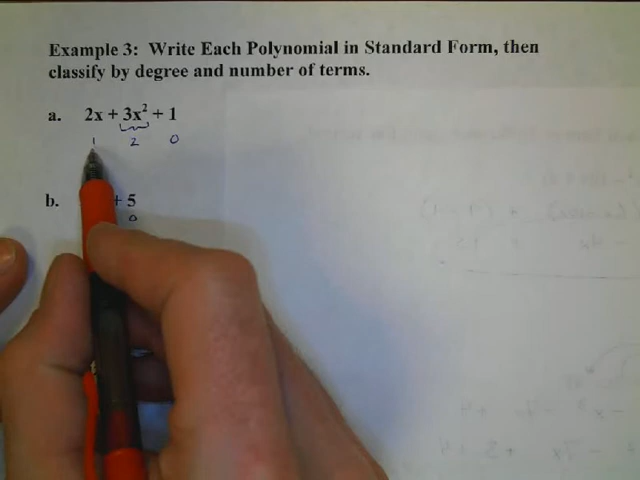 Example 3: Write Each Polynomial in Standard Form, then
classify by degree and number of terms.
a. 2x + 3x² + 1
1 2 0
b. + 5
0